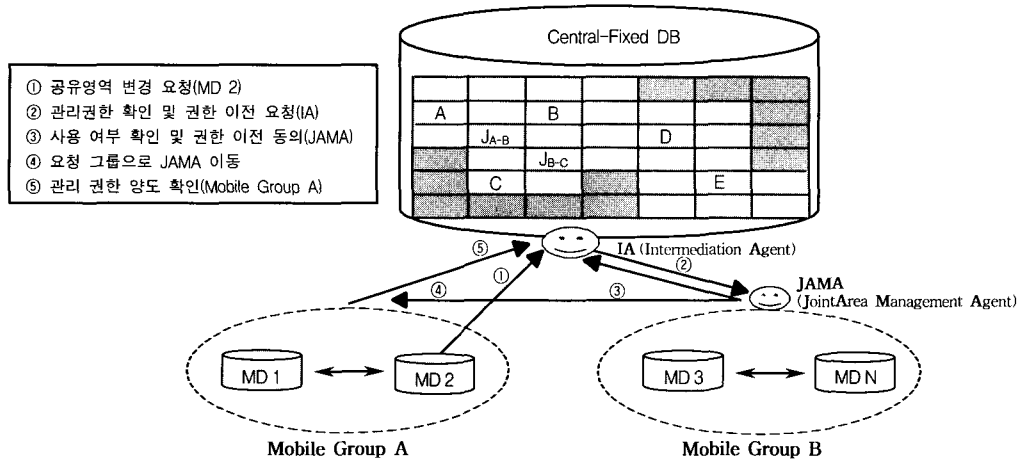 Central-Fixed DB
① 공유영역 변경 요청(MD 2)
② 관리권한 확인 및 권한 이전 요청(IA)
③ 사용 여부 확인 및 권한 이전 동의(JAMA)
④ 요청 그룹으로 JAMA 이동
⑤ 관리 권한 양도 확인(Mobile Group A)
A
B
J_A-B
D
J_B-C
C
E
IA (Intermediation Agent)
⑤
①
②
④
③
JAMA
(JointArea Management Agent)
MD 1
MD 2
MD 3
MD N
Mobile Group A
Mobile Group B